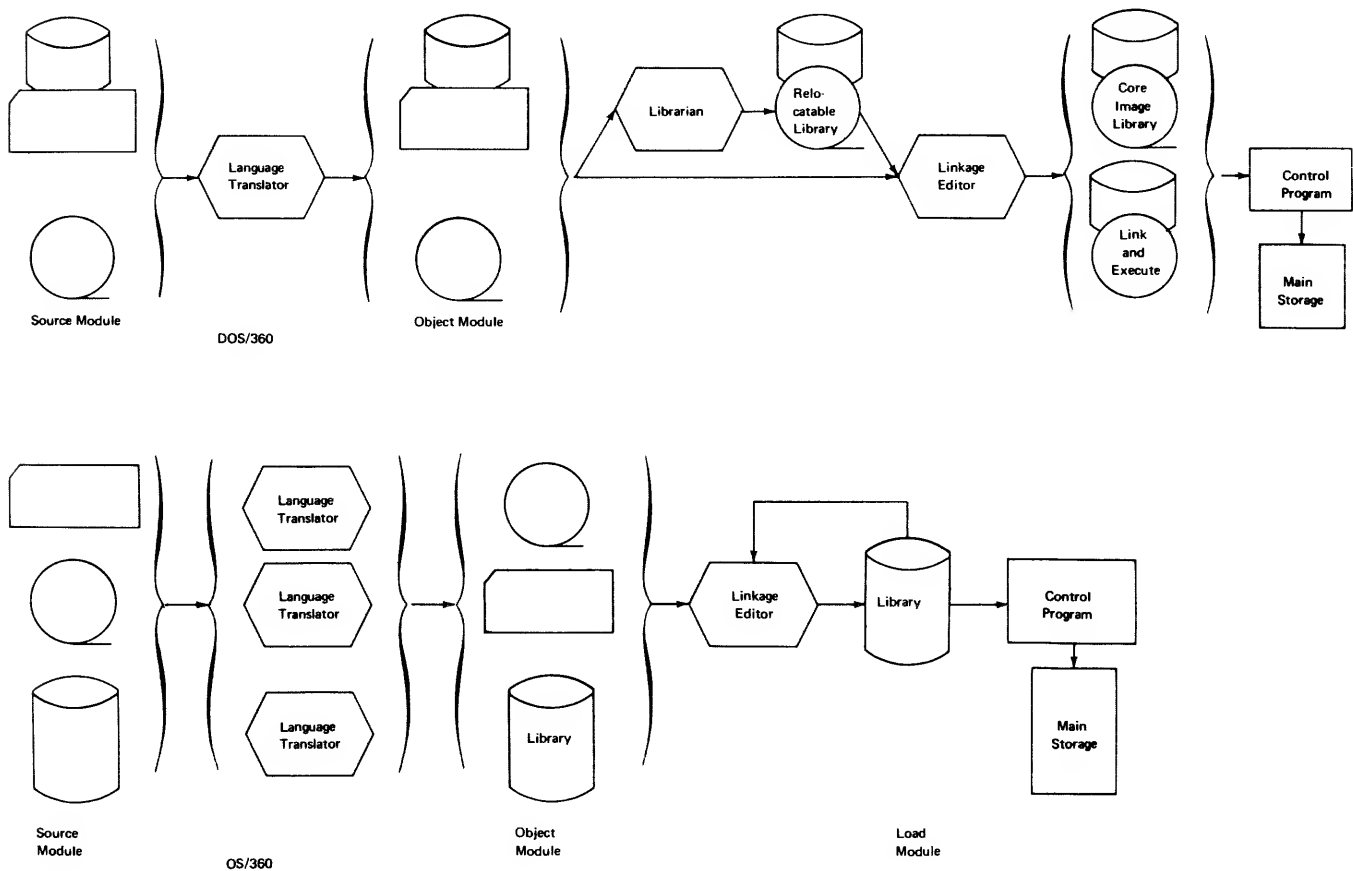 Language
Translator
Librarian
Relo-
catable
Library
Linkage
Editor
Core
Image
Library
Link
and
Execute
Control
Program
Main
Storage
Source Module
Object Module
DOS/360
Language
Translator
Language
Translator
Language
Translator
Library
Linkage
Editor
Library
Control
Program
Main
Storage
Source
Module
Object
Module
Load
Module
OS/360